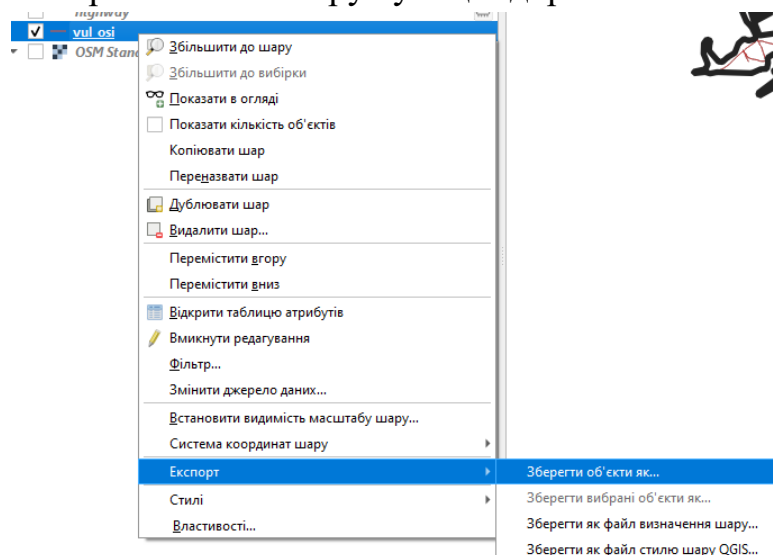 highway
vul_osi
OSM Stan
Збільшити до шару
Збільшити до вибірки
Показати в огляді
Показати кількість об'єктів
Копіювати шар
Переназвати шар
Дублювати шар
Видалити шар...
Перемістити вгору
Перемістити вниз
Відкрити таблицю атрибутів
Вмикнути редагування
Фільтр...
Змінити джерело даних...
Встановити видимість масштабу шару...
Система координат шару
Експорт
Зберегти об'єкти як...
Стилі
Зберегти вибрані об'єкти як...
Властивості...
Зберегти як файл визначення шару...
Зберегти як файл стилю шару QGIS...